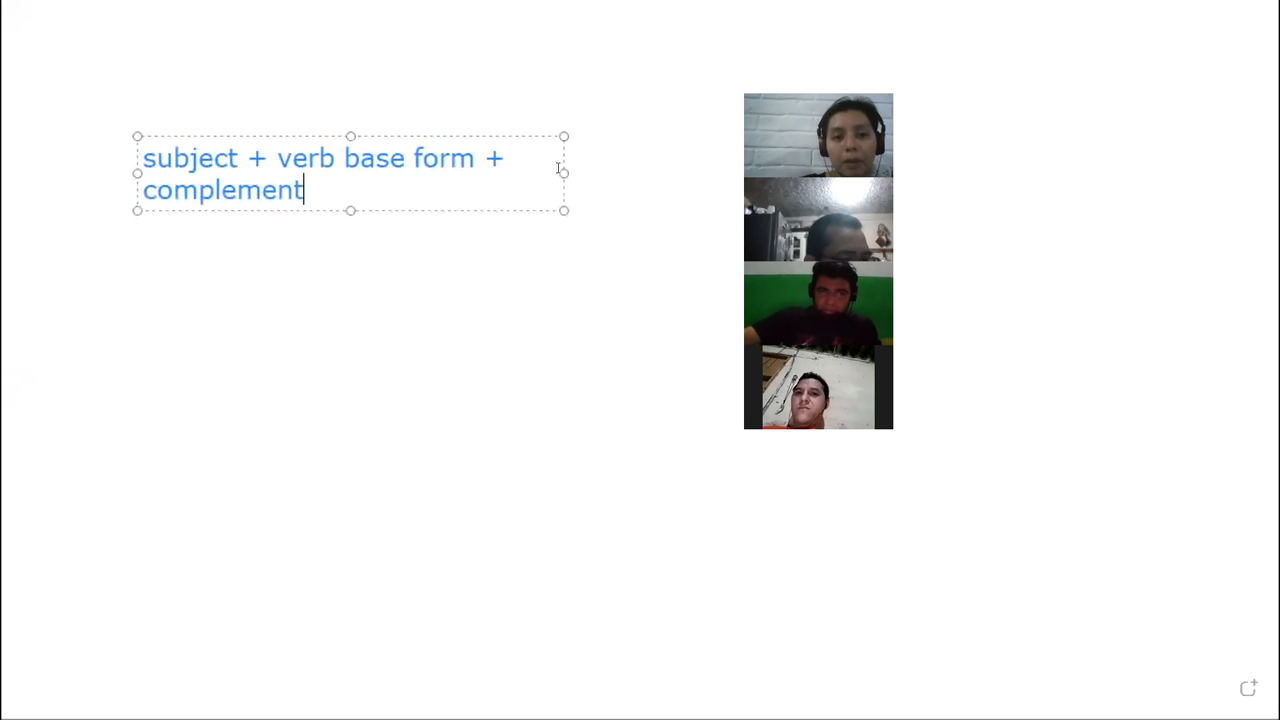 subject + verb base form +
complement